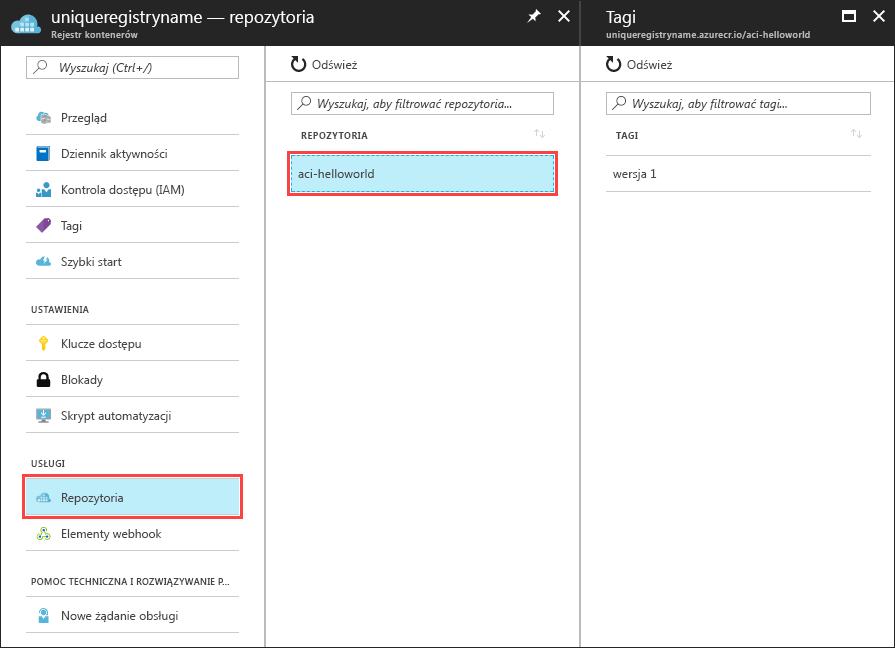 uniqueregistryname — repozytoria
Rejestr kontenerów
Wyszukaj (Ctrl+/)
Przegląd
Dziennik aktywności
Kontrola dostępu (IAM)
Tagi
Szybki start
USTAWIENIA
Klucze dostępu
Blokady
Skrypt automatyzacji
USŁUGI
Repozytoria
Elementy webhook
POMOC TECHNICZNA I ROZWIĄZYWANIE P...
Nowe żądanie obsługi
Odśwież
Wyszukaj, aby filtrować repozytoria...
REPOZYTORIA
aci-helloworld
Tagi
uniqueregistryname.azurecr.io/aci-helloworld
Odśwież
Wyszukaj, aby filtrować tagi...
TAGI
wersja 1